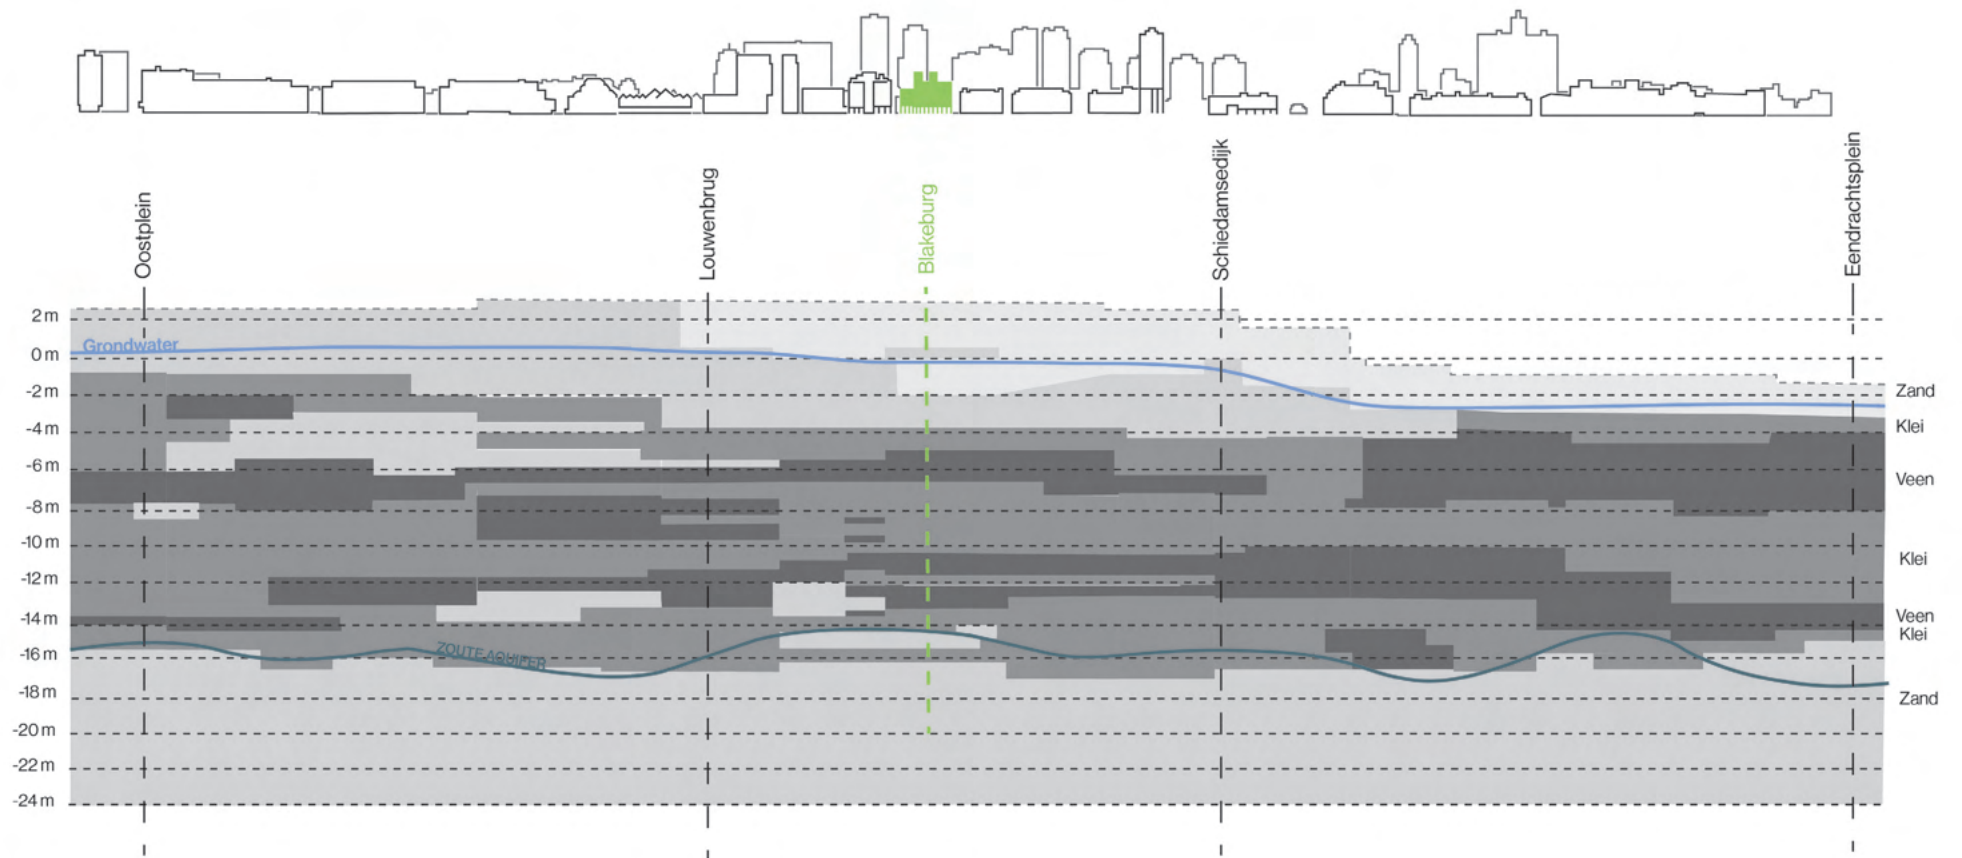 Oostplein
Louwenbrug
Blakeburg
Schiedamsedijk
Eendrachtsplein
2 m
Grondwater
0 m
-2 m
Zand
-4 m
Klei
-6 m
Veen
-8 m
-10 m
Klei
-12 m
-14 m
Veen
Klei
ZOUTE AQUIFER
-16 m
-18 m
Zand
-20 m
-22 m
-24 m